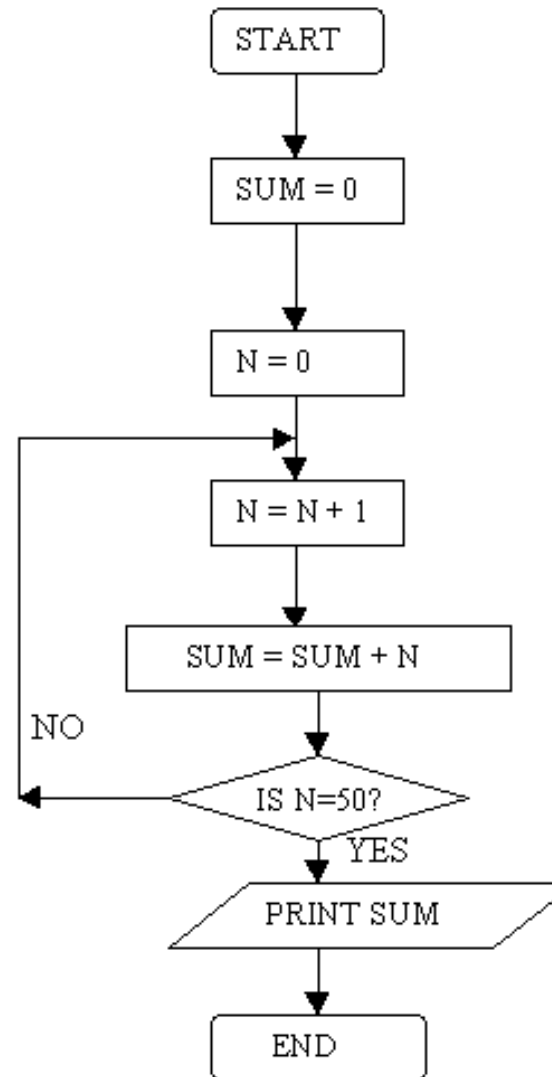 START
SUM = 0
N = 0
N = N + 1
SUM = SUM + N
NO
IS N=50?
YES
PRINT SUM
END